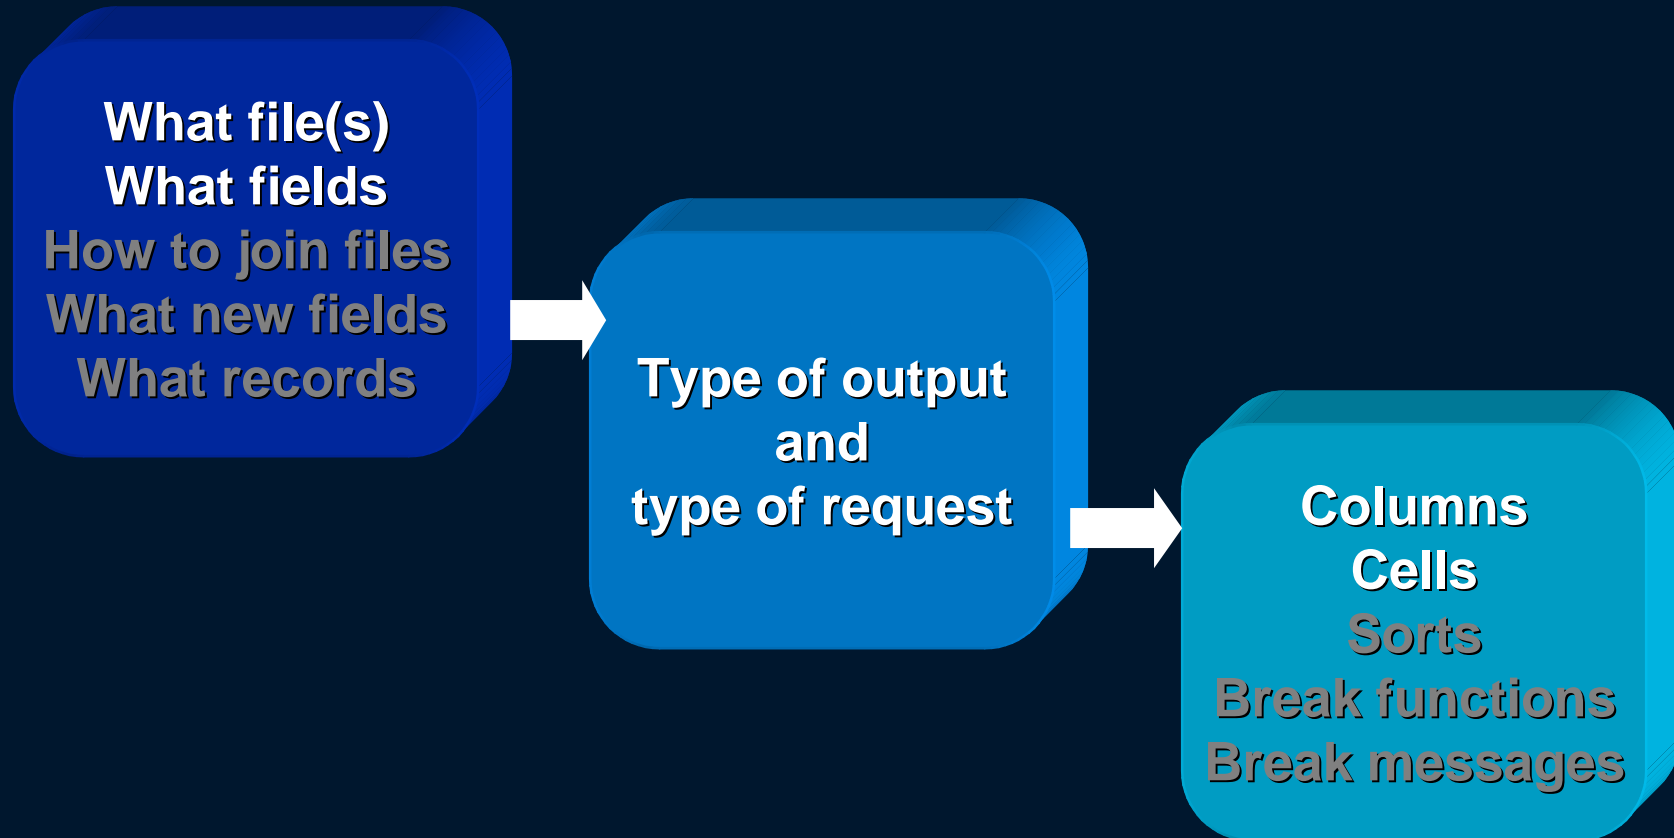 What file(s)
What fields
How to join files
What new fields
What records
Type of output
and
type of request
Columns
Cells
Sorts
Break functions
Break messages